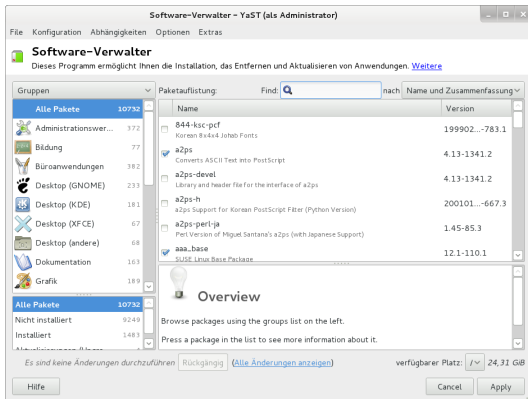 Software-Verwalter - YaST (als Administrator)
File Konfiguration Abhängigkeiten Optionen Extras
Software-Verwalter
Dieses Programm ermöglicht Ihnen die Installation, das Entfernen und Aktualisieren von Anwendungen. Weitere
Gruppen
Paketauflistung: Find: nach Name und Zusammenfassung
Alle Pakete 10732
Administrationswer... 372
Bildung 77
Büroanwendungen 382
Desktop (GNOME) 233
Desktop (KDE) 181
Desktop (XFCE) 67
Desktop (andere) 68
Dokumentation 163
Grafik 189
Name Version
844-ksc-pcf 199902...-783.1
Korean 8x4x4 Johab Fonts
a2ps 4.13-1341.2
Converts ASCII Text into PostScript
a2ps-devel 4.13-1341.2
Library and header file for the interface of a2ps
a2ps-h 200101...-667.3
a2ps Support for Korean PostScript Filter (Python Version)
a2ps-perl-ja 1.45-85.3
Perl Version of Miguel Santana's a2ps (with Japanese Support)
aaa_base 12.1-110.1
SUSE Linux Base Package
Alle Pakete 10732
Nicht installiert 9249
Installiert 1483
Overview
Browse packages using the groups list on the left.
Press a package in the list to see more information about it.
Es sind keine Änderungen durchzuführen Rückgängig (Alle Änderungen anzeigen) verfügbarer Platz: / 24,31 GiB
Hilfe Cancel Apply